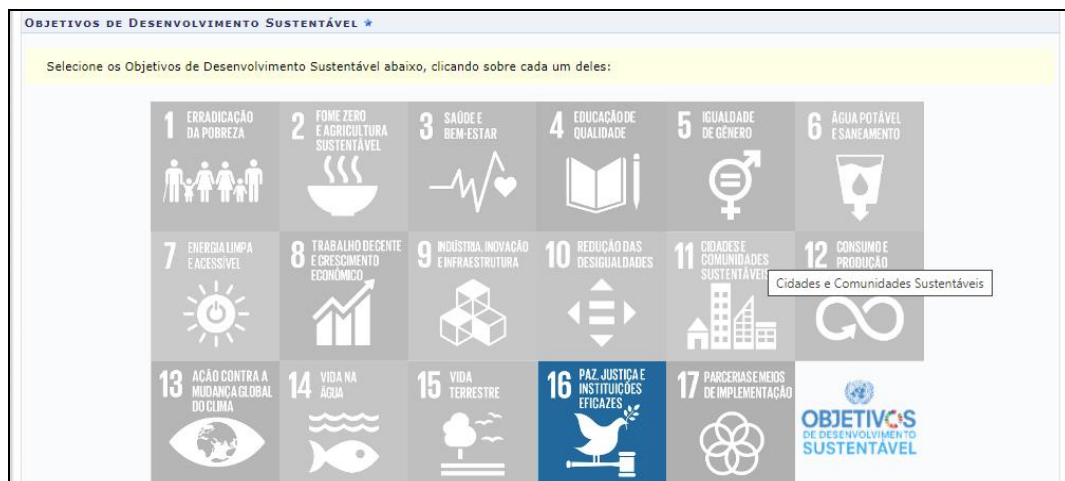 OBJETIVOS DE DESENVOLVIMENTO SUSTENTÁVEL *
Selecione os Objetivos de Desenvolvimento Sustentável abaixo, clicando sobre cada um deles:
1 ERRADICAÇÃO
DA POBREZA
2 FOME ZERO
E AGRICULTURA
SUSTENTÁVEL
3 SAÚDE E
BEM-ESTAR
4 EDUCAÇÃO DE
QUALIDADE
5 IGUALDADE
DE GÊNERO
6 ÁGUA POTÁVEL
E SANEAMENTO
7 ENERGIA LIMPA
E ACESSÍVEL
8 TRABALHO DECENTE
E CRESCIMENTO
ECONÔMICO
9 INDÚSTRIA, INOVAÇÃO
E INFRAESTRUTURA
10 REDUÇÃO DAS
DESIGUALDADES
11 CIDADES E
COMUNIDADES
SUSTENTÁVEIS
12 CONSUMO E
PRODUÇÃO
Cidades e Comunidades Sustentáveis
13 AÇÃO CONTRA A
MUDANÇA GLOBAL
DO CLIMA
14 VIDA NA
ÁGUA
15 VIDA
TERRESTRE
16 PAZ, JUSTIÇA E
INSTITUIÇÕES
EFICAZES
17 PARCERIAS E MEIOS
DE IMPLEMENTAÇÃO
OBJETIVOS
DE DESENVOLVIMENTO
SUSTENTÁVEL